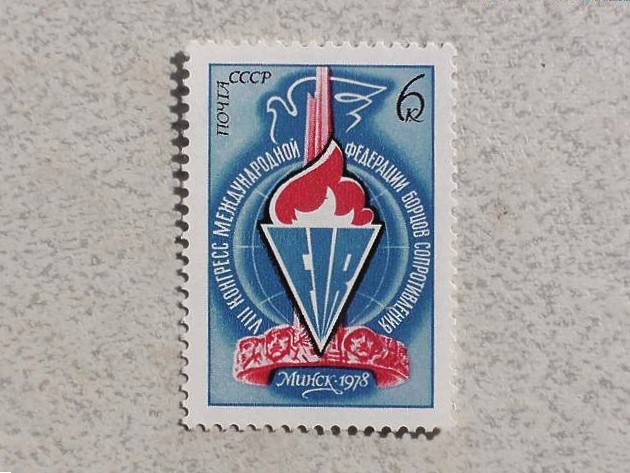 ПОЧТА СССР
6К
VIII КОНГРЕСС МЕЖДУНАРОДНОЙ ФЕДЕРАЦИИ БОРЦОВ СОПРОТИВЛЕНИЯ
FIR
МИНСК·1978